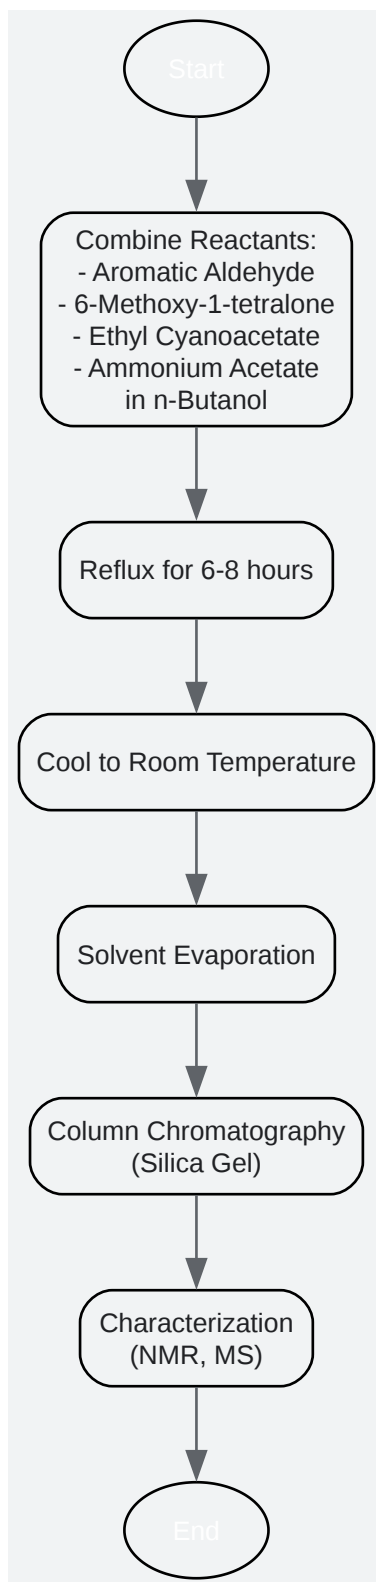 Start
Combine Reactants:
- Aromatic Aldehyde
- 6-Methoxy-1-tetralone
- Ethyl Cyanoacetate
- Ammonium Acetate
in n-Butanol
Reflux for 6-8 hours
Cool to Room Temperature
Solvent Evaporation
Column Chromatography
(Silica Gel)
Characterization
(NMR, MS)
End